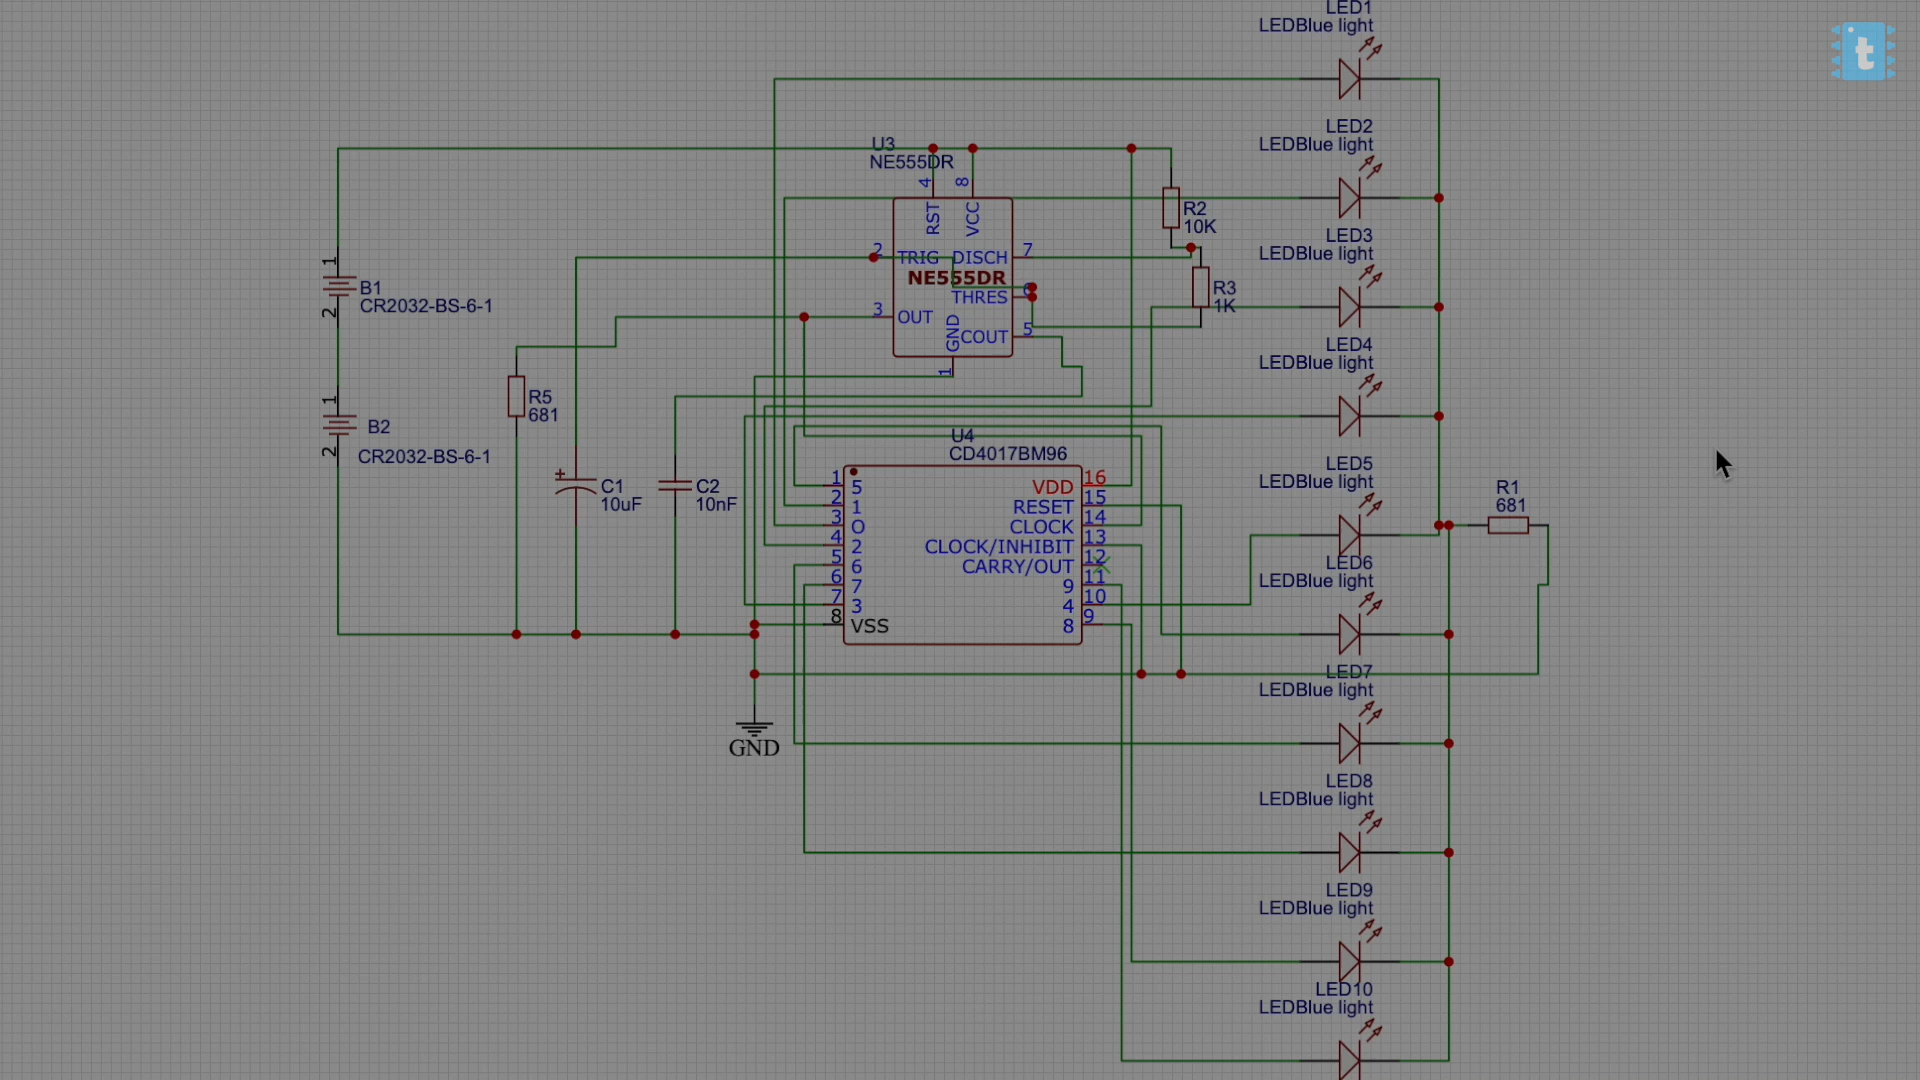 LED1
LEDBlue light
t
LED2
LEDBlue light
U3
NE555DR
4
8
RST
VCC
R2
10K
LED3
LEDBlue light
2
TRIG
DISCH
7
NE555DR
1
B1
CR2032-BS-6-1
2
THRES
6
R3
1K
3
OUT
GND
COUT
5
1
LED4
LEDBlue light
R5
681
1
B2
2
CR2032-BS-6-1
U4
CD4017BM96
LED5
LEDBlue light
+
C1
10uF
C2
10nF
R1
681
1
5
VDD
16
2
1
RESET
15
3
O
CLOCK
14
4
2
CLOCK/INHIBIT
13
5
6
CARRY/OUT
12
6
7
9
11
7
3
4
10
8
VSS
8
9
LED6
LEDBlue light
LED7
LEDBlue light
GND
LED8
LEDBlue light
LED9
LEDBlue light
LED10
LEDBlue light